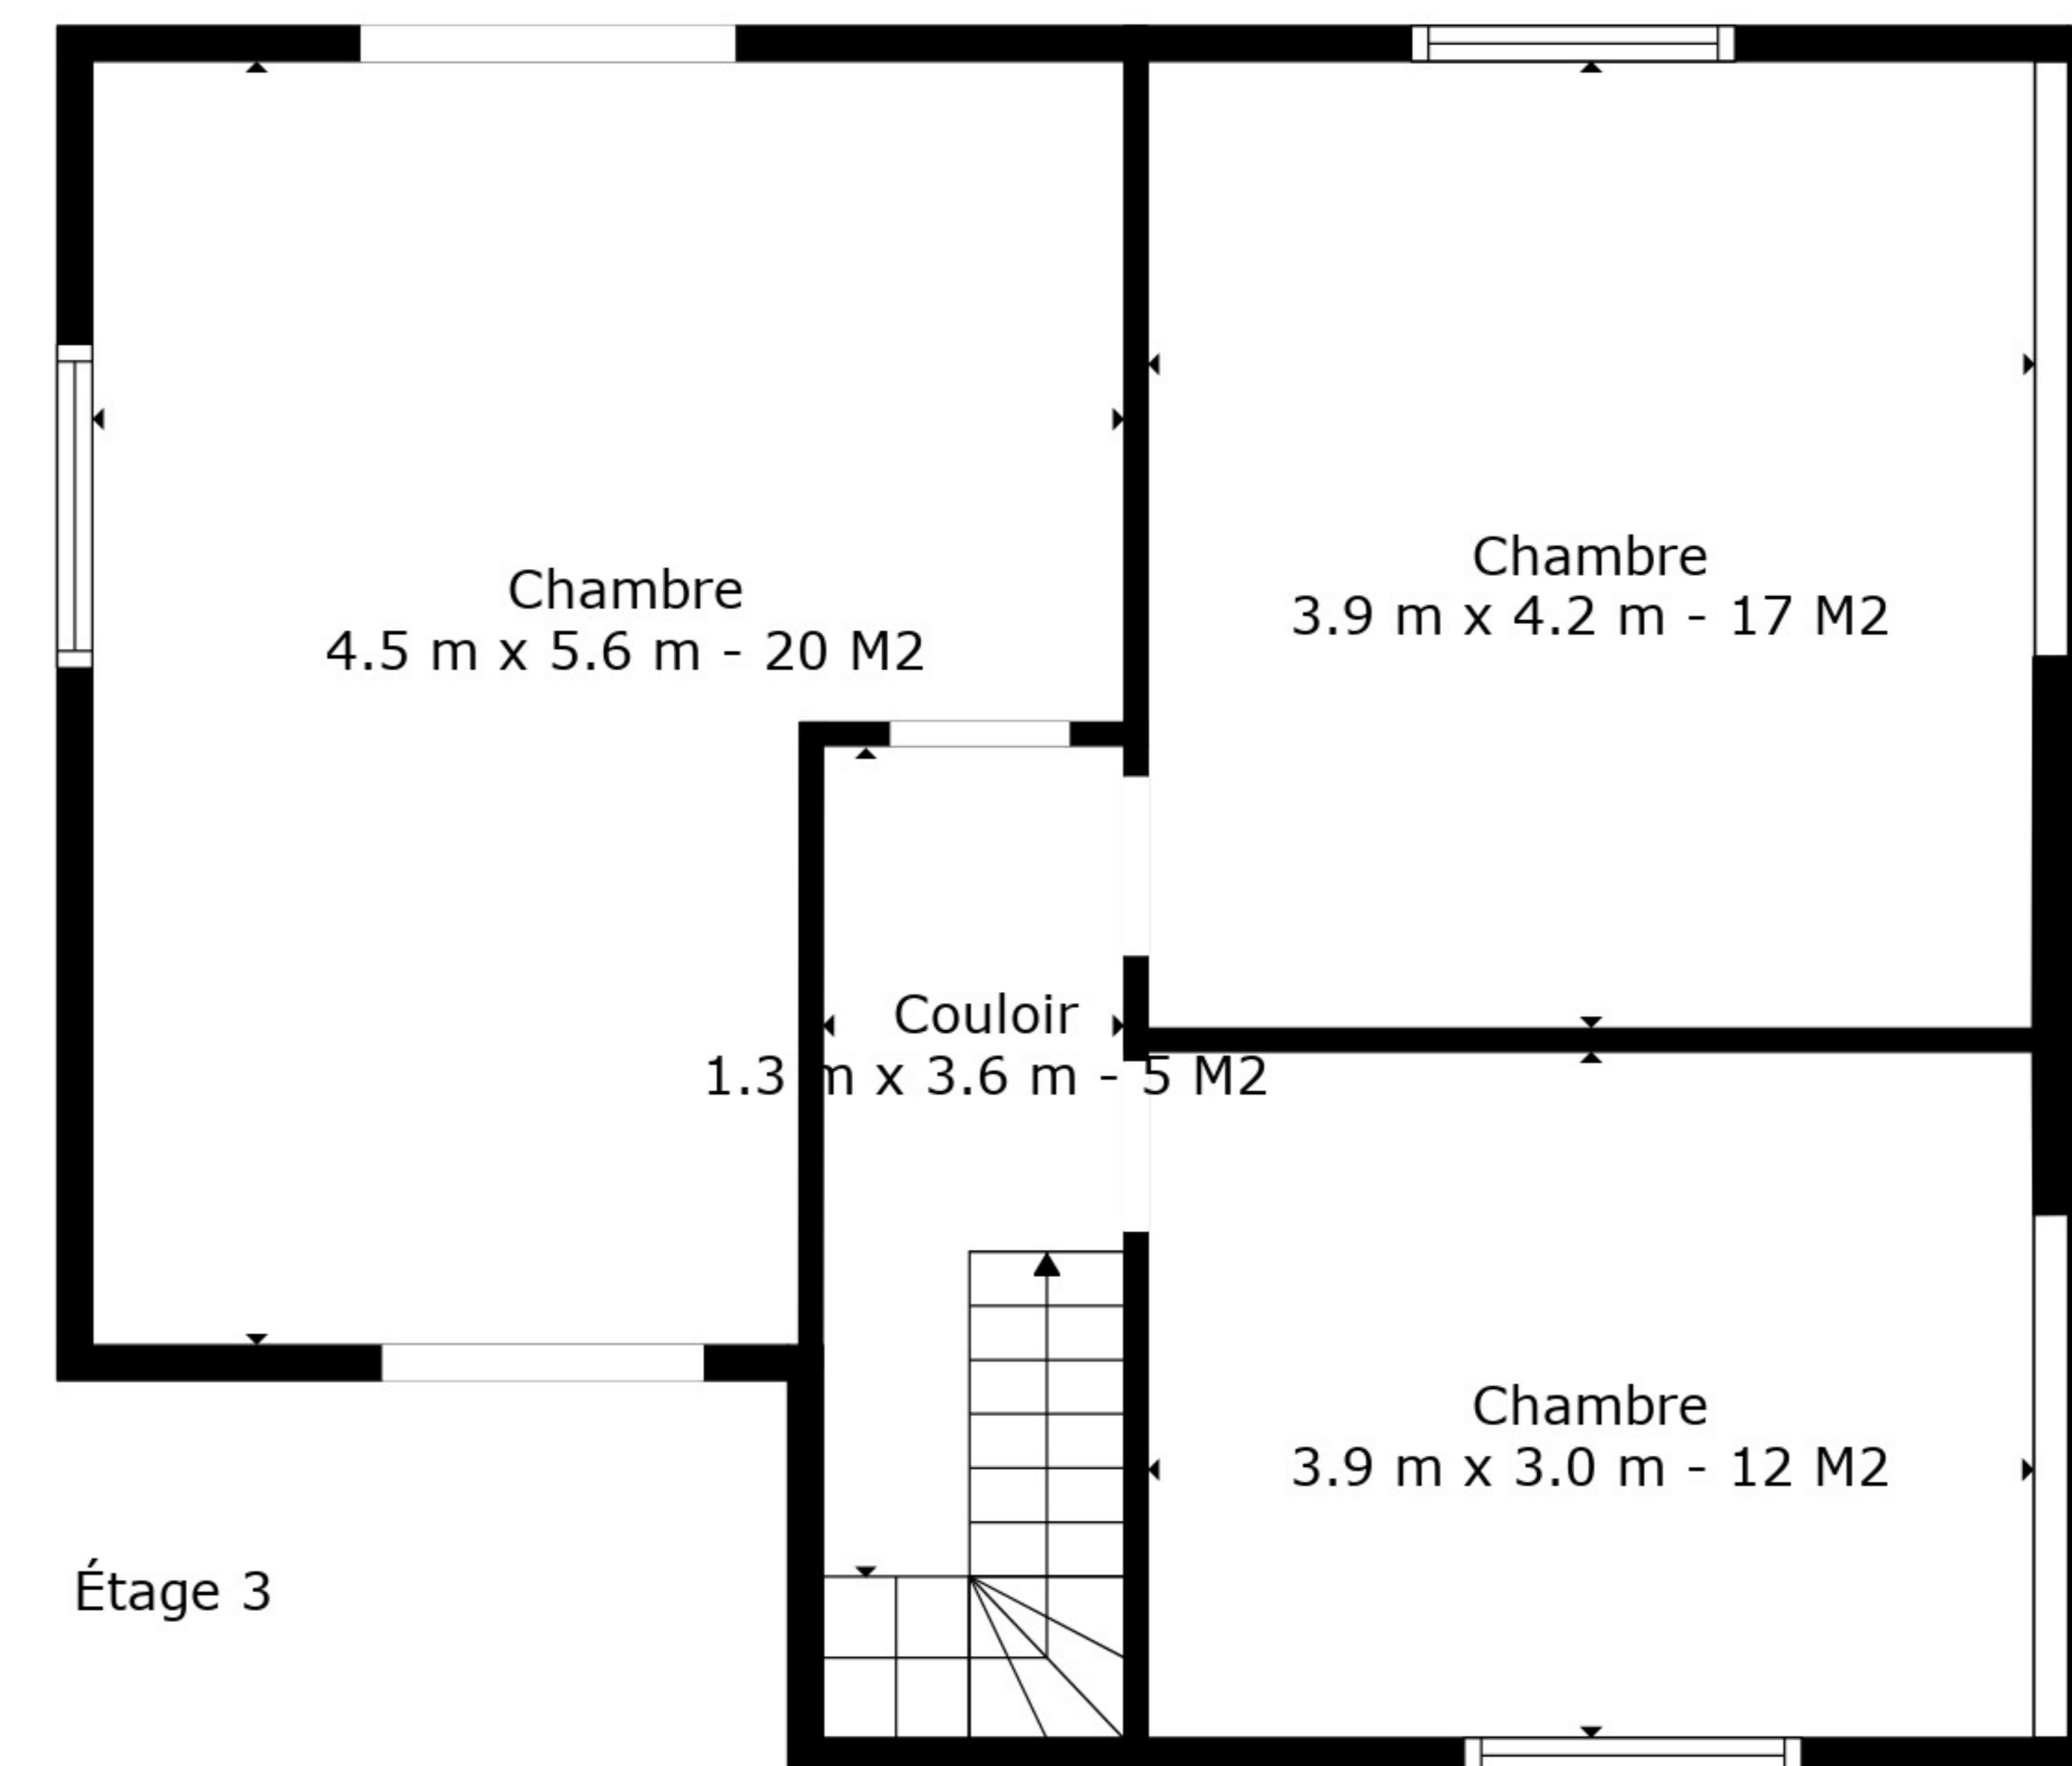 Chambre
4.5 m x 5.6 m - 20 M2
Chambre
3.9 m x 4.2 m - 17 M2
Couloir
1.3 m x 3.6 m - 5 M2
Chambre
3.9 m x 3.0 m - 12 M2
Étage 3